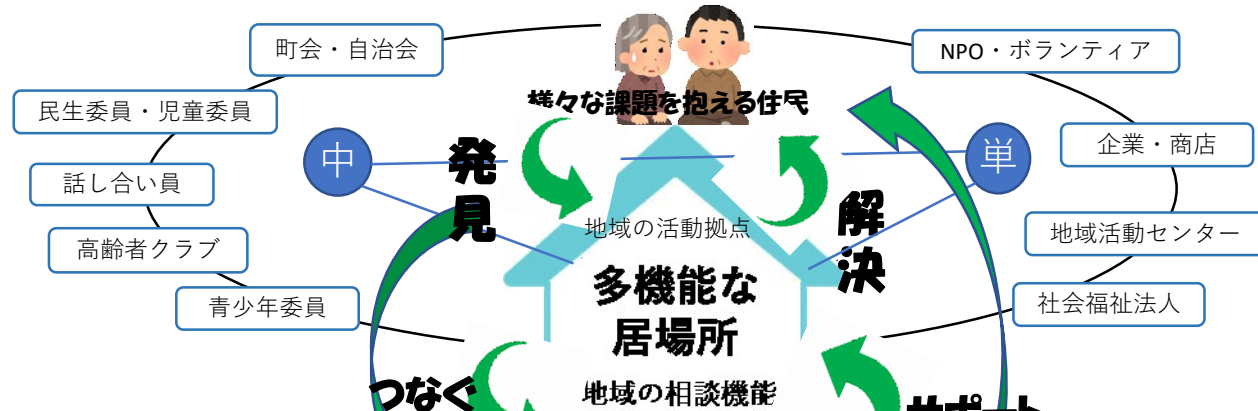 町会・自治会
NPO・ボランティア
様々な課題を抱える住民
民生委員・児童委員
企業・商店
中
発見
単
話し合い員
解決
地域の活動拠点
高齢者クラブ
地域活動センター
多機能な
居場所
青少年委員
社会福祉法人
つなぐ
地域の相談機能
サポート